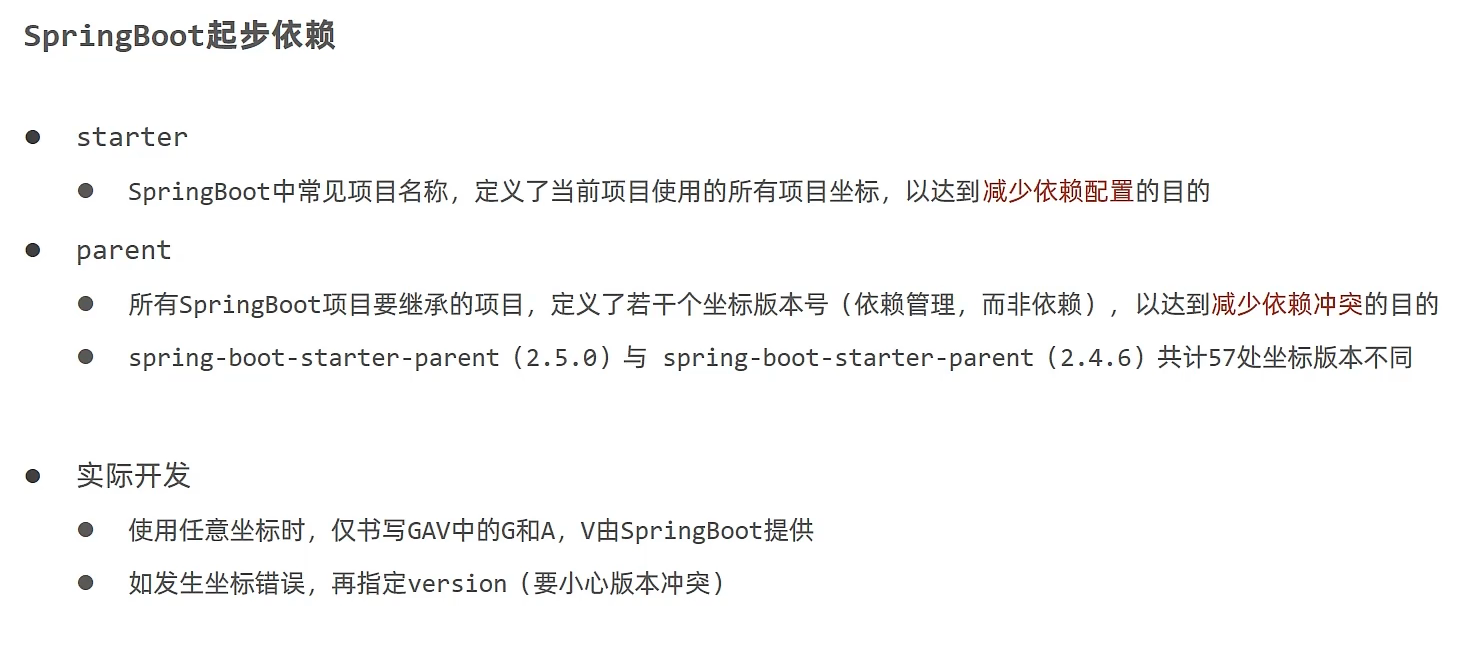 SpringBoot起步依赖
starter
SpringBoot中常见项目名称，定义了当前项目使用的所有项目坐标，以达到减少依赖配置的目的
parent
所有SpringBoot项目要继承的项目，定义了若干个坐标版本号（依赖管理，而非依赖），以达到减少依赖冲突的目的
spring-boot-starter-parent（2.5.0）与 spring-boot-starter-parent（2.4.6）共计57处坐标版本不同
实际开发
使用任意坐标时，仅书写GAV中的G和A，V由SpringBoot提供
如发生坐标错误，再指定version（要小心版本冲突）